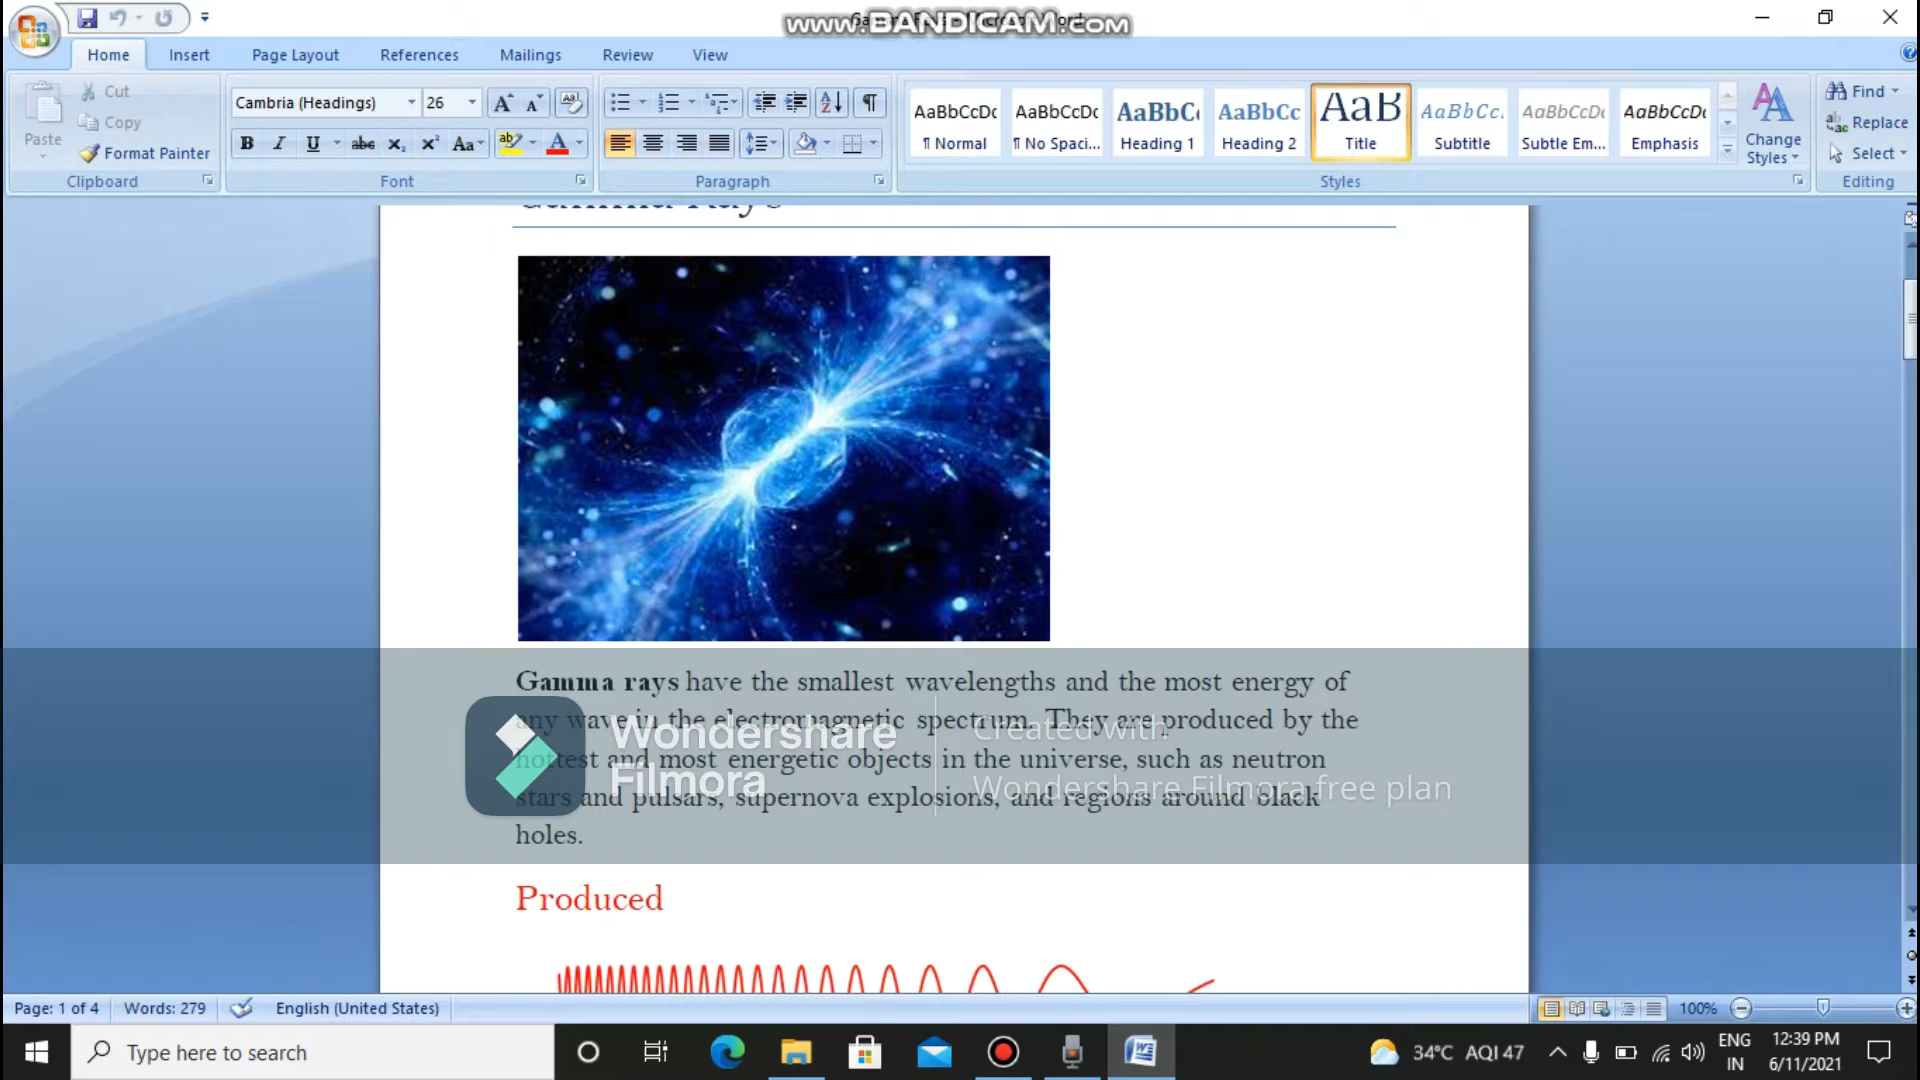 www.BANDICAM.com
Home Insert Page Layout References Mailings Review View
Paste
Cut
Copy
Format Painter
Clipboard
Cambria (Headings) 26
Font
Paragraph
AaBbCcDc AaBbCcDc AaBbC AaBbCc AaB AaBbCc. AaBbCcDc AaBbCcDc
¶ Normal ¶ No Spaci... Heading 1 Heading 2 Title Subtitle Subtle Em... Emphasis
Styles
Change
Styles
Find
Replace
Select
Editing
Gamma Rays
Gamma rays have the smallest wavelengths and the most energy of
any wave in the electromagnetic spectrum. They are produced by the
hottest and most energetic objects in the universe, such as neutron
stars and pulsars, supernova explosions, and regions around black
holes.
Wondershare
Filmora
Created with
Wondershare Filmora free plan
Produced
Page: 1 of 4 Words: 279 English (United States) 100%
Type here to search
34°C AQI 47
ENG
IN
12:39 PM
6/11/2021